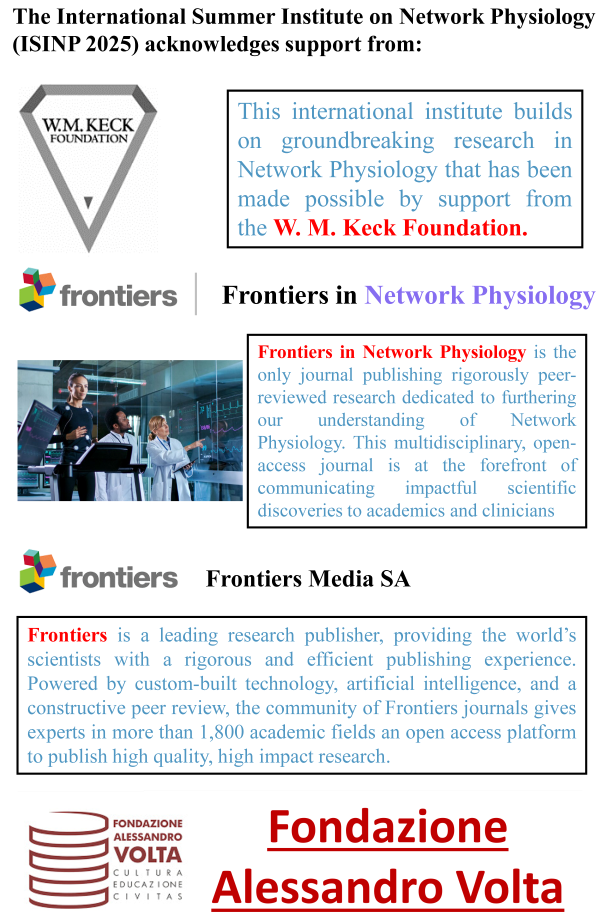 The International Summer Institute on Network Physiology
(ISINP 2025) acknowledges support from:
W.M. KECK
FOUNDATION
This international institute builds
on groundbreaking research in
Network Physiology that has been
made possible by support from
the W. M. Keck Foundation.
frontiers
Frontiers in Network Physiology
Frontiers in Network Physiology is the
only journal publishing rigorously peer-
reviewed research dedicated to furthering
our understanding of Network
Physiology. This multidisciplinary, open-
access journal is at the forefront of
communicating impactful scientific
discoveries to academics and clinicians
frontiers
Frontiers Media SA
Frontiers is a leading research publisher, providing the world's
scientists with a rigorous and efficient publishing experience.
Powered by custom-built technology, artificial intelligence, and a
constructive peer review, the community of Frontiers journals gives
experts in more than 1,800 academic fields an open access platform
to publish high quality, high impact research.
FONDAZIONE
ALESSANDRO
VOLTA
CULTURA
EDUCAZIONE
CIVITAS
Fondazione
Alessandro Volta